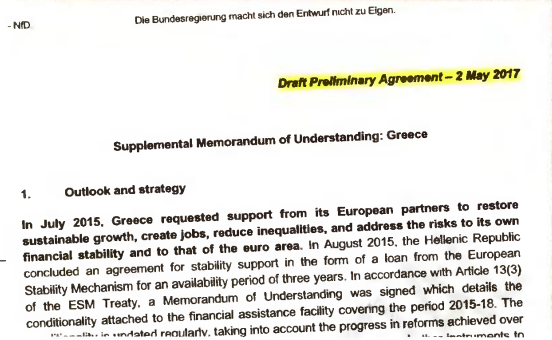 - NfD
Die Bundesregierung macht sich den Entwurf nicht zu Eigen.
Draft Preliminary Agreement – 2 May 2017
Supplemental Memorandum of Understanding: Greece
1. Outlook and strategy
In July 2015, Greece requested support from its European partners to restore
sustainable growth, create jobs, reduce inequalities, and address the risks to its own
financial stability and to that of the euro area. In August 2015, the Hellenic Republic
concluded an agreement for stability support in the form of a loan from the European
Stability Mechanism for an availability period of three years. In accordance with Article 13(3)
of the ESM Treaty, a Memorandum of Understanding was signed which details the
conditionality attached to the financial assistance facility covering the period 2015-18. The
updated regularly, taking into account the progress in reforms achieved over
instruments to